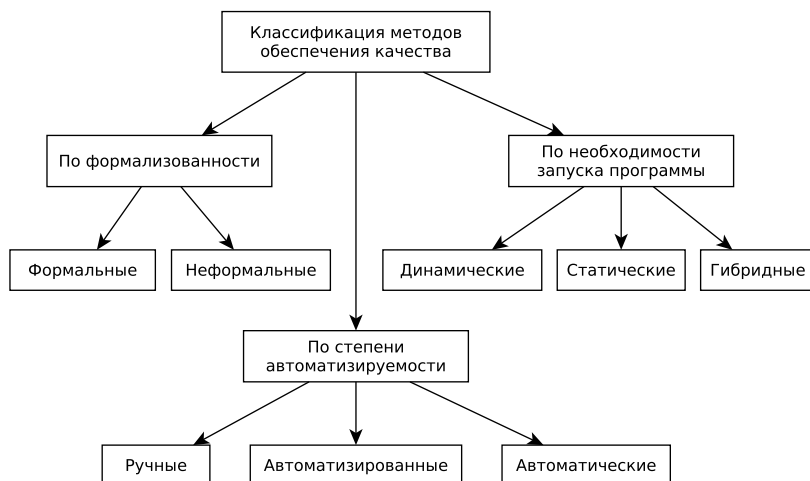 Классификация методов
обеспечения качества
По формализованности
По необходимости
запуска программы
Формальные
Неформальные
Динамические
Статические
Гибридные
По степени
автоматизируемости
Ручные
Автоматизированные
Автоматические